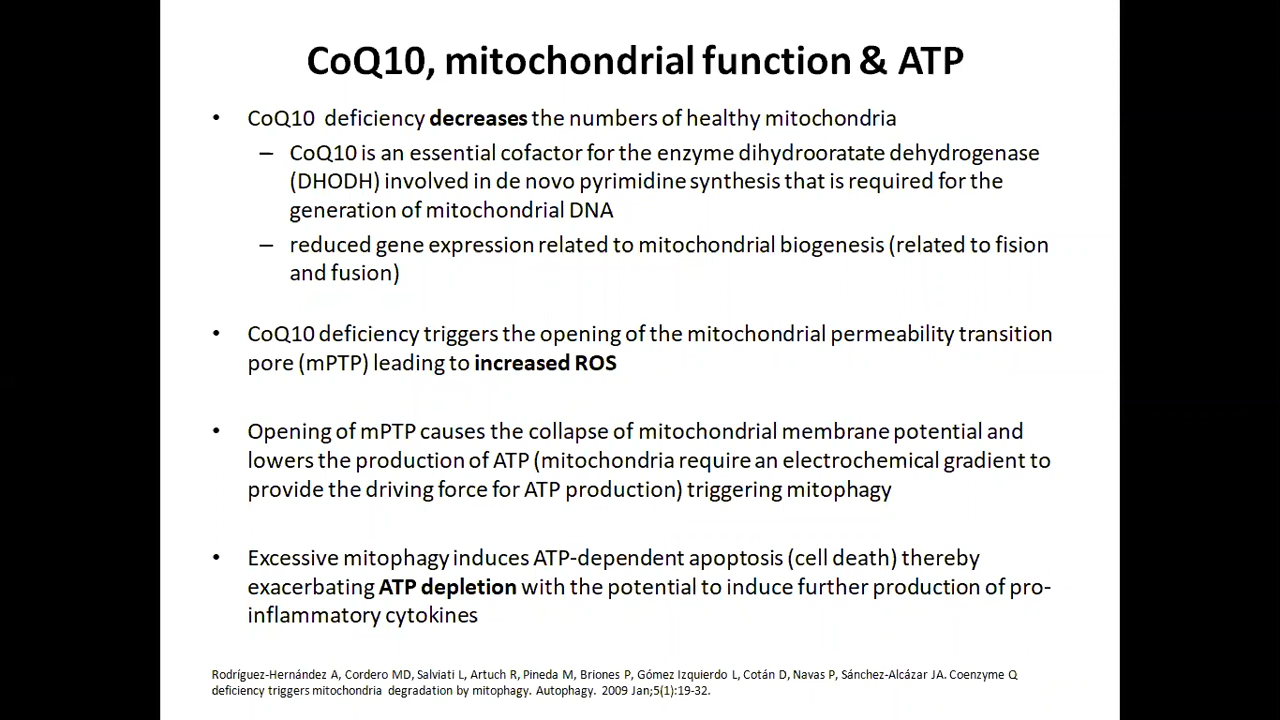 CoQ10, mitochondrial function & ATP
• CoQ10 deficiency decreases the numbers of healthy mitochondria
– CoQ10 is an essential cofactor for the enzyme dihydrooratate dehydrogenase
(DHODH) involved in de novo pyrimidine synthesis that is required for the
generation of mitochondrial DNA
– reduced gene expression related to mitochondrial biogenesis (related to fision
and fusion)
• CoQ10 deficiency triggers the opening of the mitochondrial permeability transition
pore (mPTP) leading to increased ROS
• Opening of mPTP causes the collapse of mitochondrial membrane potential and
lowers the production of ATP (mitochondria require an electrochemical gradient to
provide the driving force for ATP production) triggering mitophagy
• Excessive mitophagy induces ATP-dependent apoptosis (cell death) thereby
exacerbating ATP depletion with the potential to induce further production of pro-
inflammatory cytokines
Rodríguez-Hernández A, Cordero MD, Salviati L, Artuch R, Pineda M, Briones P, Gómez Izquierdo L, Cotán D, Navas P, Sánchez-Alcázar JA. Coenzyme Q
deficiency triggers mitochondria degradation by mitophagy. Autophagy. 2009 Jan;5(1):19-32.